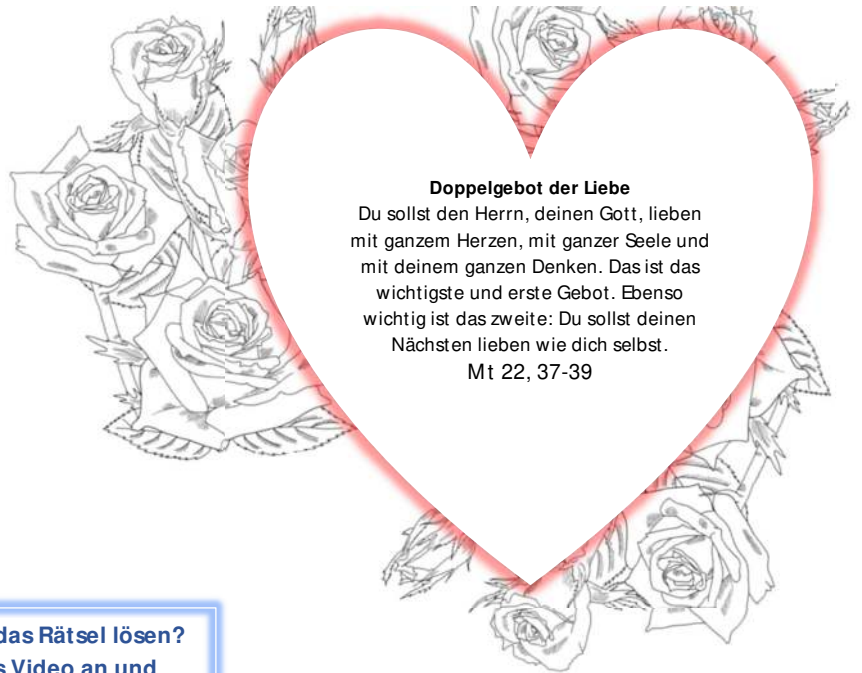 Doppelgebot der Liebe
Du sollst den Herrn, deinen Gott, lieben
mit ganzem Herzen, mit ganzer Seele und
mit deinem ganzen Denken. Das ist das
wichtigste und erste Gebot. Ebenso
wichtig ist das zweite: Du sollst deinen
Nächsten lieben wie dich selbst.
Mt 22, 37-39
das Rätsel lösen?
Video an und